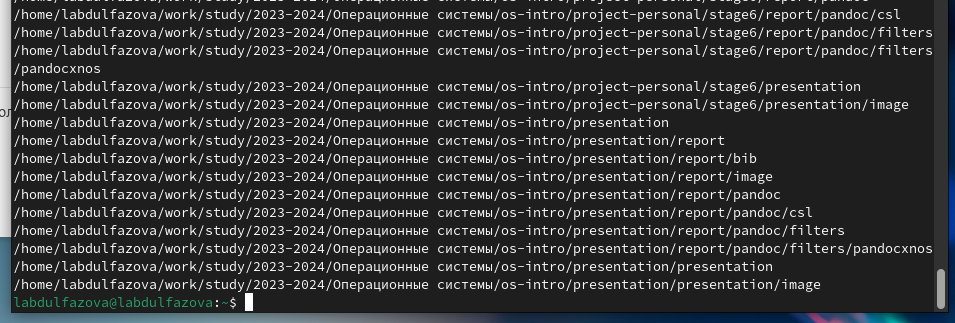 /home/labdulfazova/work/study/2023-2024/Операционные системы/os-intro/project-personal/stage6/report/pandoc/csl
/home/labdulfazova/work/study/2023-2024/Операционные системы/os-intro/project-personal/stage6/report/pandoc/filters
/home/labdulfazova/work/study/2023-2024/Операционные системы/os-intro/project-personal/stage6/report/pandoc/filters
/pandocxnos
/home/labdulfazova/work/study/2023-2024/Операционные системы/os-intro/project-personal/stage6/presentation
/home/labdulfazova/work/study/2023-2024/Операционные системы/os-intro/project-personal/stage6/presentation/image
/home/labdulfazova/work/study/2023-2024/Операционные системы/os-intro/presentation
/home/labdulfazova/work/study/2023-2024/Операционные системы/os-intro/presentation/report
/home/labdulfazova/work/study/2023-2024/Операционные системы/os-intro/presentation/report/bib
/home/labdulfazova/work/study/2023-2024/Операционные системы/os-intro/presentation/report/image
/home/labdulfazova/work/study/2023-2024/Операционные системы/os-intro/presentation/report/pandoc
/home/labdulfazova/work/study/2023-2024/Операционные системы/os-intro/presentation/report/pandoc/csl
/home/labdulfazova/work/study/2023-2024/Операционные системы/os-intro/presentation/report/pandoc/filters
/home/labdulfazova/work/study/2023-2024/Операционные системы/os-intro/presentation/report/pandoc/filters/pandocxnos
/home/labdulfazova/work/study/2023-2024/Операционные системы/os-intro/presentation/presentation
/home/labdulfazova/work/study/2023-2024/Операционные системы/os-intro/presentation/presentation/image
labdulfazova@labdulfazova:~$